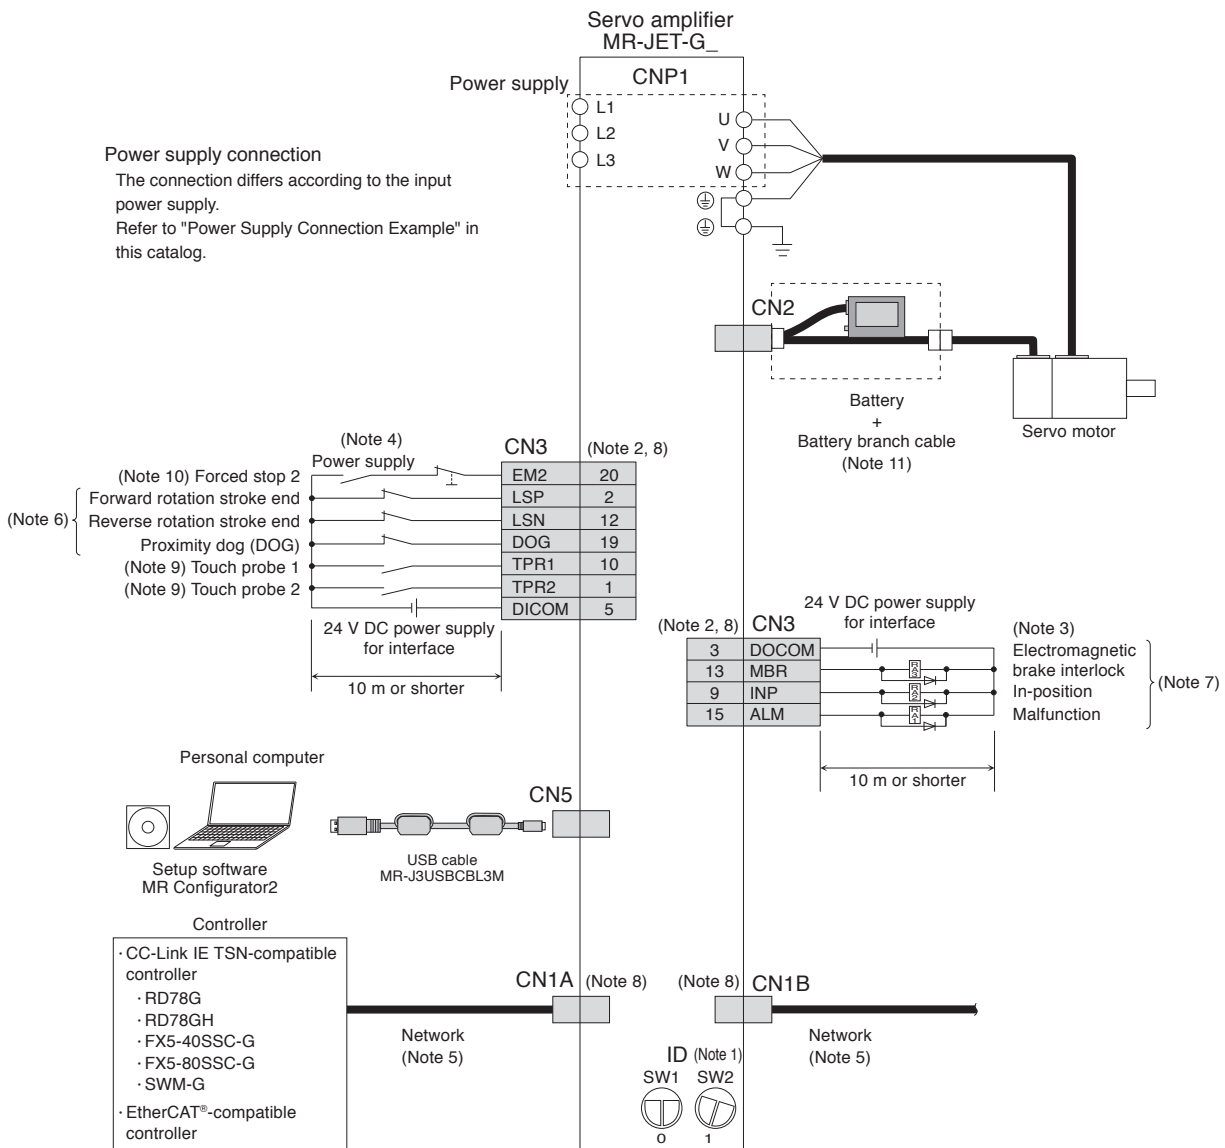 Servo amplifier
MR-JET-G_
CNP1
Power supply
L1
L2
L3
U
V
W
Power supply connection
The connection differs according to the input
power supply.
Refer to "Power Supply Connection Example" in
this catalog.
CN2
Battery
+
Battery branch cable
(Note 11)
Servo motor
(Note 4)
Power supply
CN3 (Note 2, 8)
(Note 10) Forced stop 2 EM2 20
Forward rotation stroke end LSP 2
(Note 6) Reverse rotation stroke end LSN 12
Proximity dog (DOG) DOG 19
(Note 9) Touch probe 1 TPR1 10
(Note 9) Touch probe 2 TPR2 1
DICOM 5
24 V DC power supply
for interface
10 m or shorter
24 V DC power supply
for interface
(Note 2, 8) CN3
3 DOCOM
13 MBR RA3
9 INP RA2
15 ALM RA1
(Note 3)
Electromagnetic
brake interlock
In-position
Malfunction
(Note 7)
10 m or shorter
Personal computer
Setup software
MR Configurator2
CN5
USB cable
MR-J3USBCBL3M
Controller
·CC-Link IE TSN-compatible
controller
·RD78G
·RD78GH
·FX5-40SSC-G
·FX5-80SSC-G
·SWM-G
·EtherCAT®-compatible
controller
CN1A (Note 8)
Network
(Note 5)
(Note 8) CN1B
Network
(Note 5)
ID (Note 1)
SW1 SW2
0 1